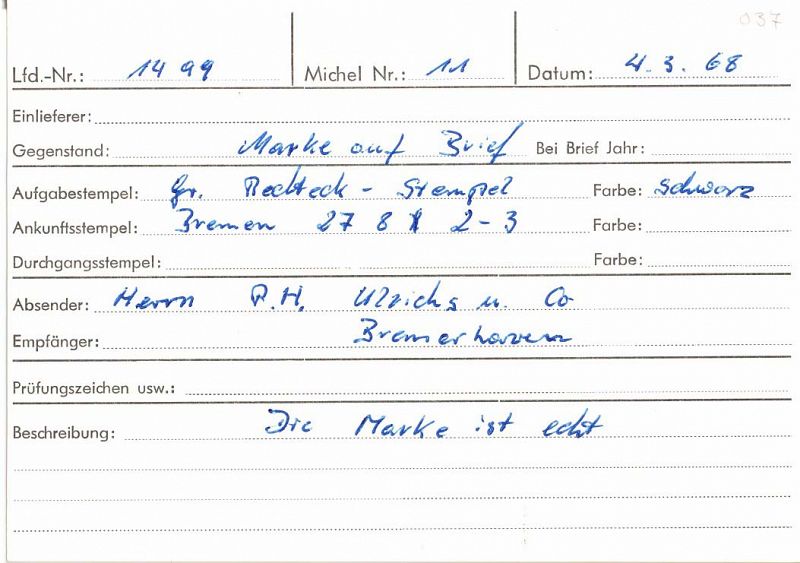 037
Lfd.-Nr.: 1499 Michel Nr.: 11 Datum: 4.3.68
Einlieferer:
Gegenstand: Marke auf Brief Bei Brief Jahr:
Aufgabestempel: Gr. Rechteck - Stempel Farbe: schwarz
Ankunftsstempel: Bremen 27 8 2-3 Farbe:
Durchgangsstempel: Farbe:
Absender: Herrn P.H. Ulrichs u. Co
Empfänger: Bremerhaven
Prüfungszeichen usw.:
Beschreibung: Die Marke ist echt